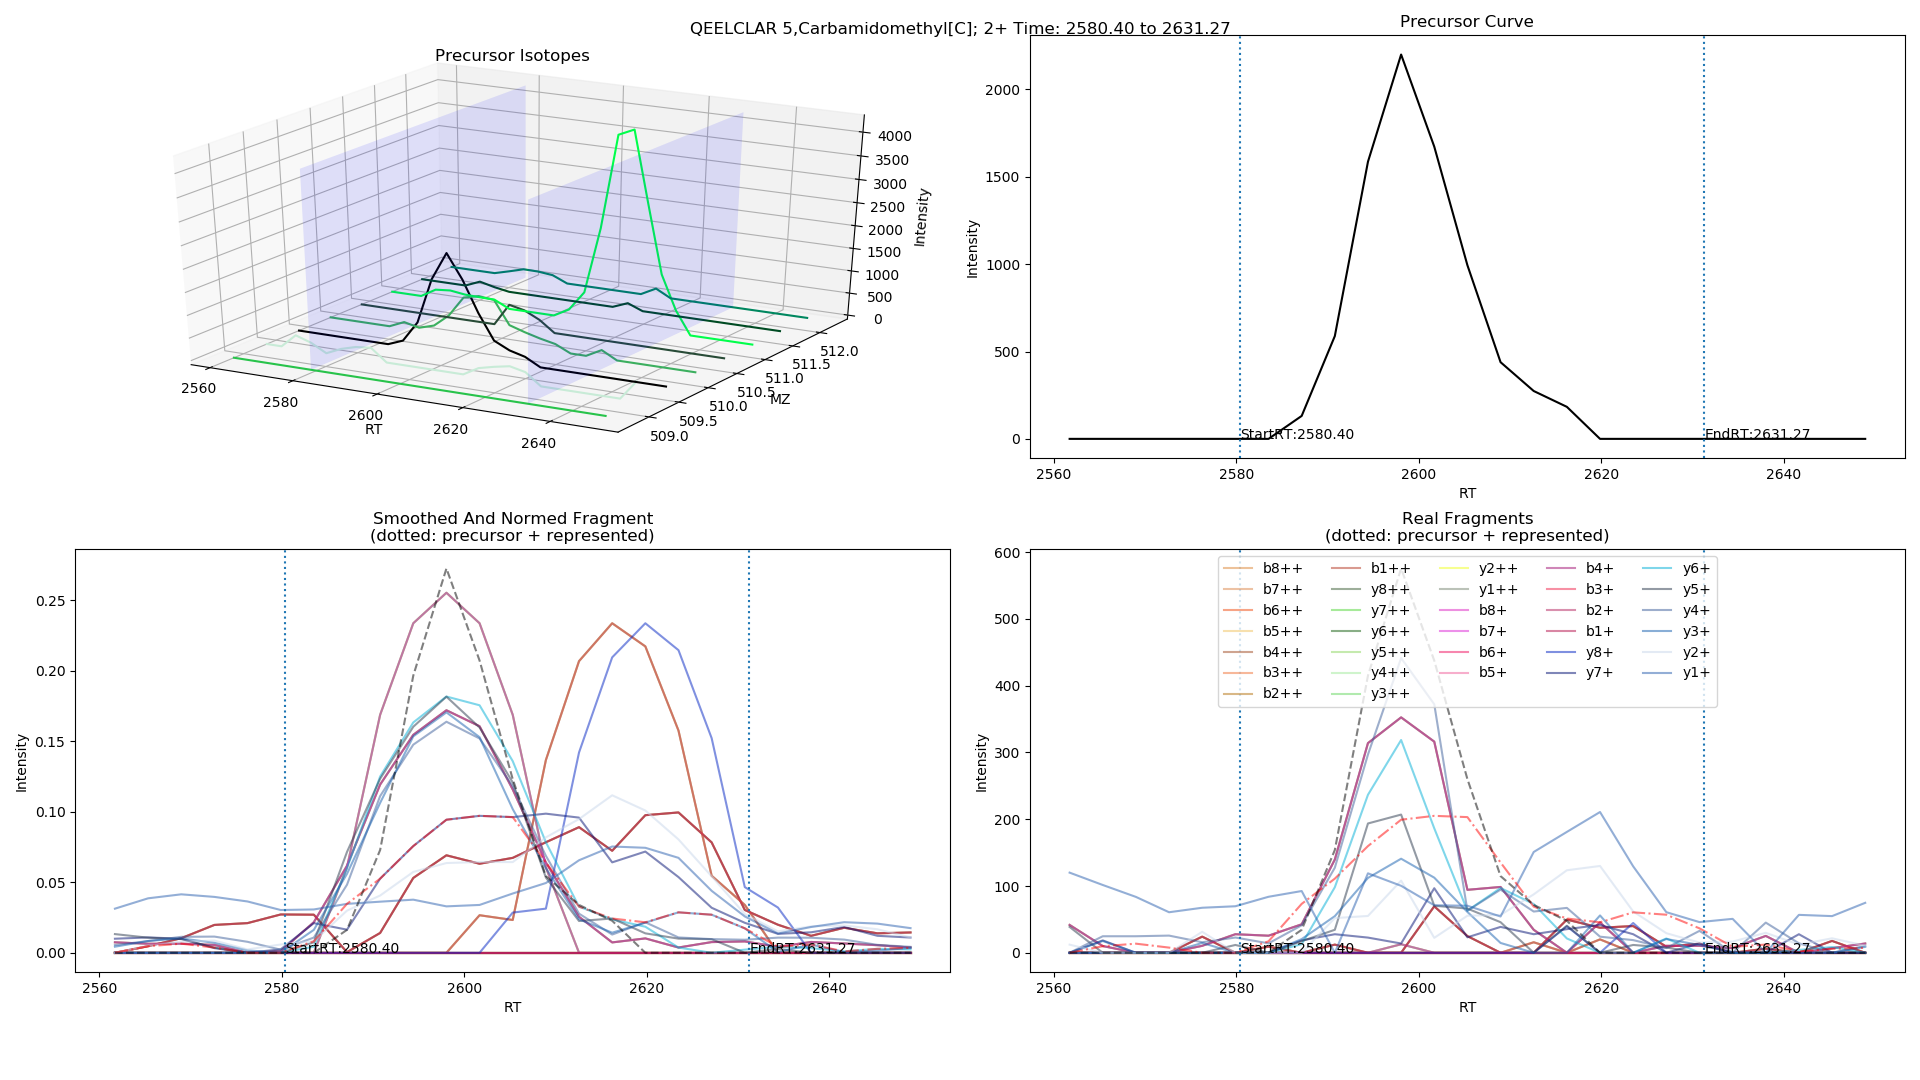 QEELCLAR 5,Carbamidomethyl[C]; 2+ Time: 2580.40 to 2631.27
Precursor Isotopes
4000
3500
3000
2500
2000
1500
1000
500
0
Intensity
512.0
511.5
511.0
510.5
510.0
509.5
509.0
MZ
2560
2580
2600
2620
2640
RT
Precursor Curve
2000
1500
1000
500
0
Intensity
StartRT:2580.40
EndRT:2631.27
2560 2580 2600 2620 2640
RT
Smoothed And Normed Fragment
(dotted: precursor + represented)
0.25
0.20
0.15
0.10
0.05
0.00
Intensity
StartRT:2580.40
EndRT:2631.27
2560 2580 2600 2620 2640
RT
Real Fragments
(dotted: precursor + represented)
600
500
400
300
200
100
0
Intensity
b8++ b1++ y2++ b4+ y6+
b7++ y8++ y1++ b3+ y5+
b6++ y7++ b8+ b2+ y4+
b5++ y6++ b7+ b1+ y3+
b4++ y5++ b6+ y8+ y2+
b3++ y4++ b5+ y7+ y1+
b2++ y3++
StartRT:2580.40
EndRT:2631.27
2560 2580 2600 2620 2640
RT